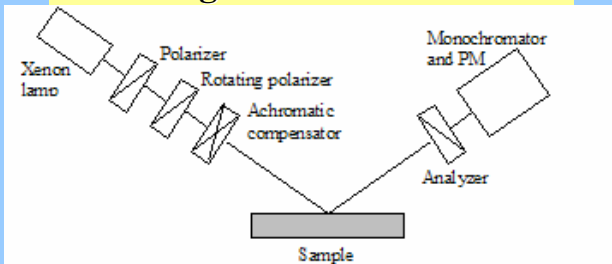 Xenon
lamp
Polarizer
Rotating polarizer
Achromatic
compensator
Monochromator
and PM
Analyzer
Sample